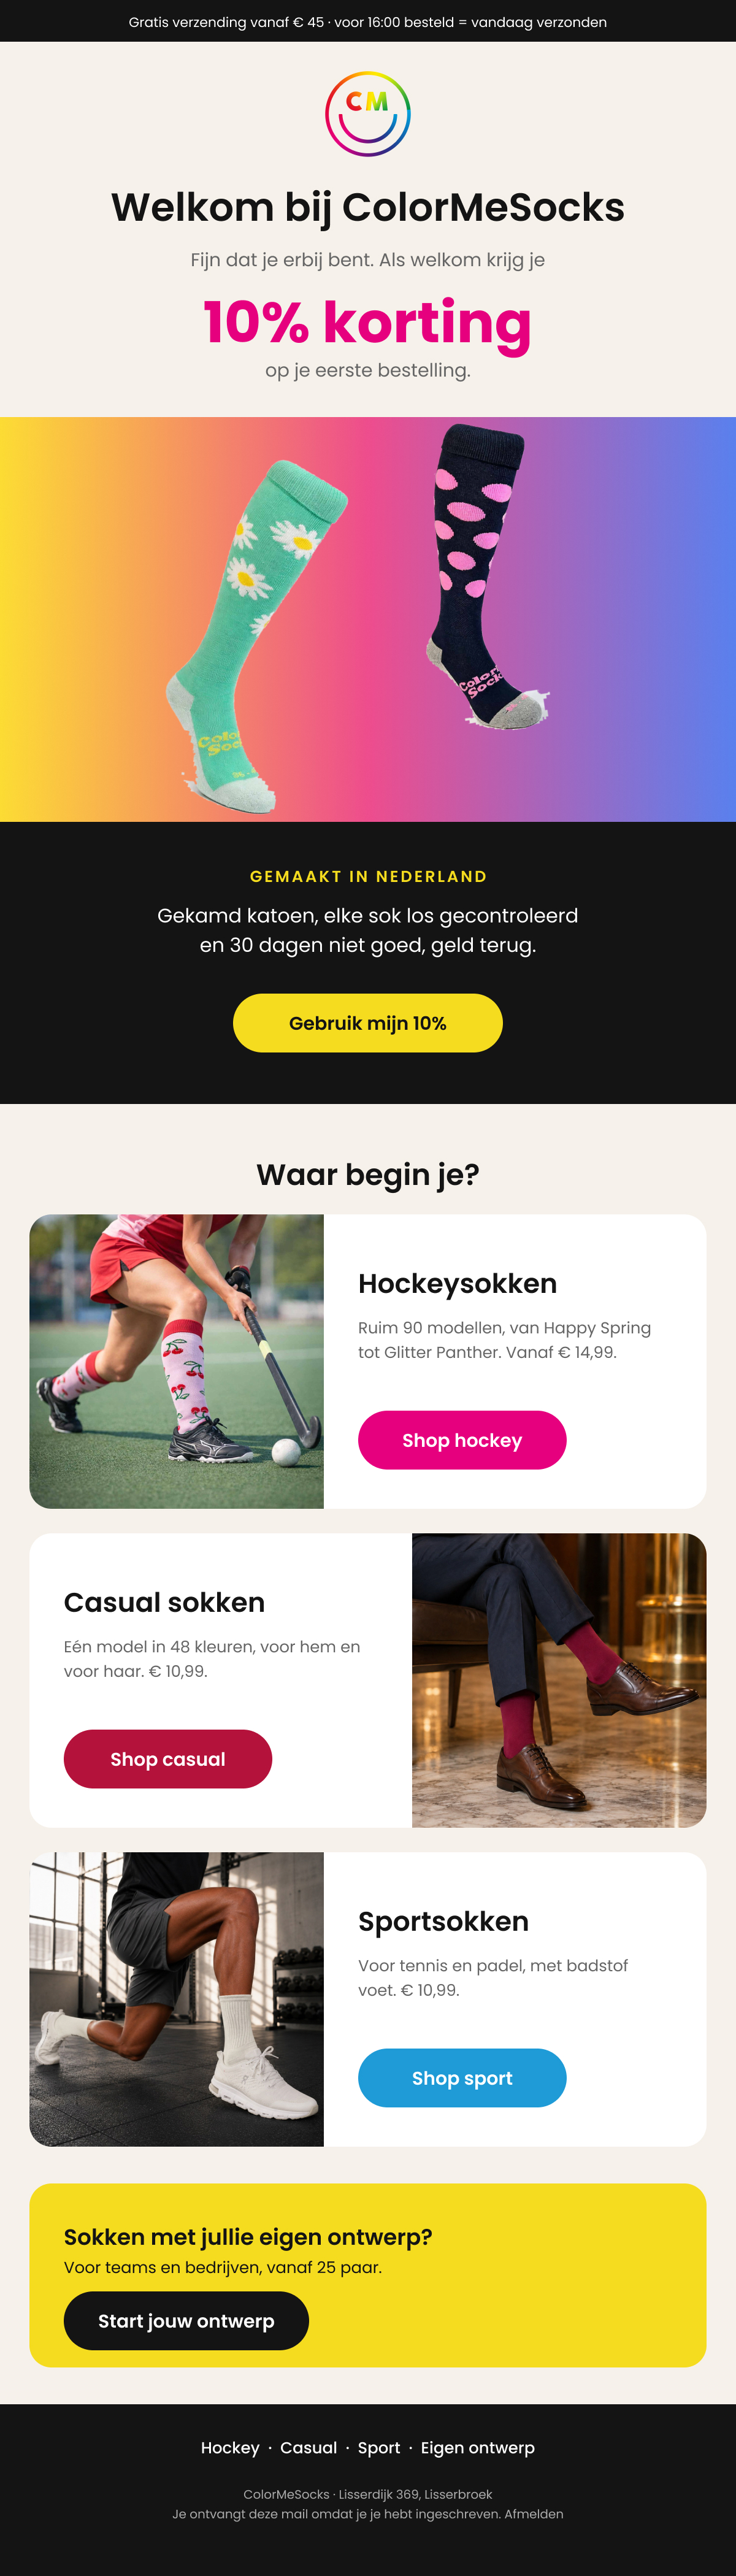 Gratis verzending vanaf € 45 · voor 16:00 besteld = vandaag verzonden
CM
Welkom bij ColorMeSocks
Fijn dat je erbij bent. Als welkom krijg je
10% korting
op je eerste bestelling.
Color
Sock
GEMAAKT IN NEDERLAND
Gekamd katoen, elke sok los gecontroleerd
en 30 dagen niet goed, geld terug.
Gebruik mijn 10%
Waar begin je?
Hockeysokken
Ruim 90 modellen, van Happy Spring
tot Glitter Panther. Vanaf € 14,99.
Shop hockey
Casual sokken
Eén model in 48 kleuren, voor hem en
voor haar. € 10,99.
Shop casual
Sportsokken
Voor tennis en padel, met badstof
voet. € 10,99.
Shop sport
Sokken met jullie eigen ontwerp?
Voor teams en bedrijven, vanaf 25 paar.
Start jouw ontwerp
Hockey · Casual · Sport · Eigen ontwerp
ColorMeSocks · Lisserdijk 369, Lisserbroek
Je ontvangt deze mail omdat je je hebt ingeschreven. Afmelden